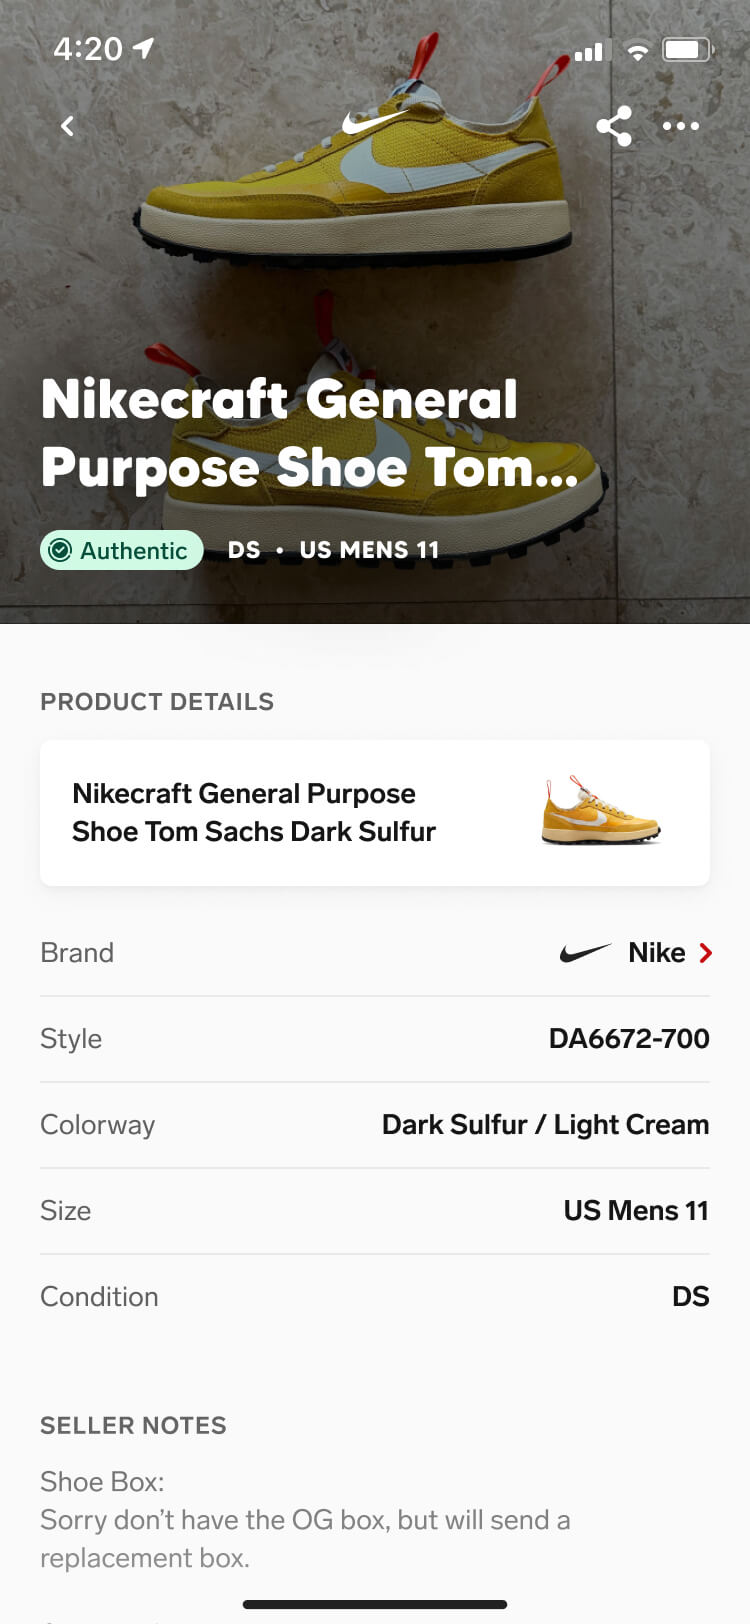 4:20
Nikecraft General
Purpose Shoe Tom...
Authentic DS • US MENS 11
PRODUCT DETAILS
Nikecraft General Purpose
Shoe Tom Sachs Dark Sulfur
Brand Nike
Style DA6672-700
Colorway Dark Sulfur / Light Cream
Size US Mens 11
Condition DS
SELLER NOTES
Shoe Box:
Sorry don’t have the OG box, but will send a
replacement box.